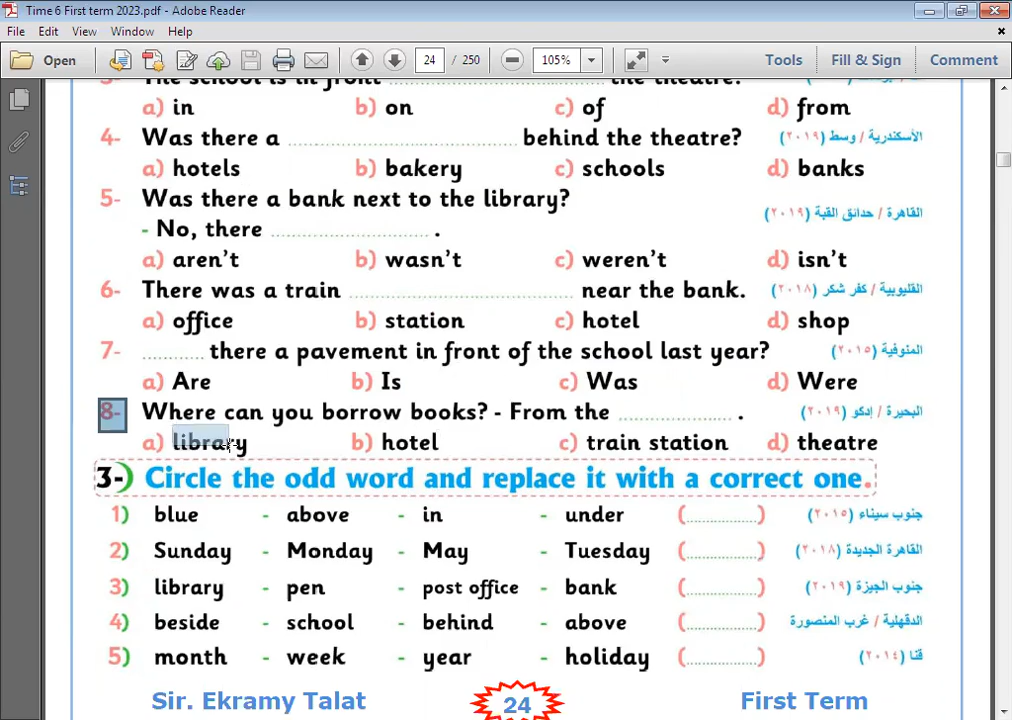 Time 6 First term 2023.pdf - Adobe Reader
File Edit View Window Help
Open 24 / 250 105% Tools Fill & Sign Comment
The school is in front ........................ the theatre?
a) in b) on c) of d) from
4- Was there a ........................ behind the theatre? الأسكندرية / وسط (٢٠١٩)
a) hotels b) bakery c) schools d) banks
5- Was there a bank next to the library? القاهرة / حدائق القبة (٢٠١٩)
- No, there ........................ .
a) aren't b) wasn't c) weren't d) isn't
6- There was a train ........................ near the bank. القليوبية / كفر شكر (٢٠١٨)
a) office b) station c) hotel d) shop
7- ........... there a pavement in front of the school last year? المنوفية (٢٠١٥)
a) Are b) Is c) Was d) Were
8- Where can you borrow books? - From the .................... . البحيرة / إدكو (٢٠١٩)
a) library b) hotel c) train station d) theatre
3-) Circle the odd word and replace it with a correct one.
1) blue - above - in - under (..............) جنوب سيناء (٢٠١٥)
2) Sunday - Monday - May - Tuesday (..............) القاهرة الجديدة (٢٠١٨)
3) library - pen - post office - bank (..............) جنوب الجيزة (٢٠١٩)
4) beside - school - behind - above (..............) الدقهلية / غرب المنصورة
5) month - week - year - holiday (..............) قنا (٢٠١٤)
Sir. Ekramy Talat 24 First Term